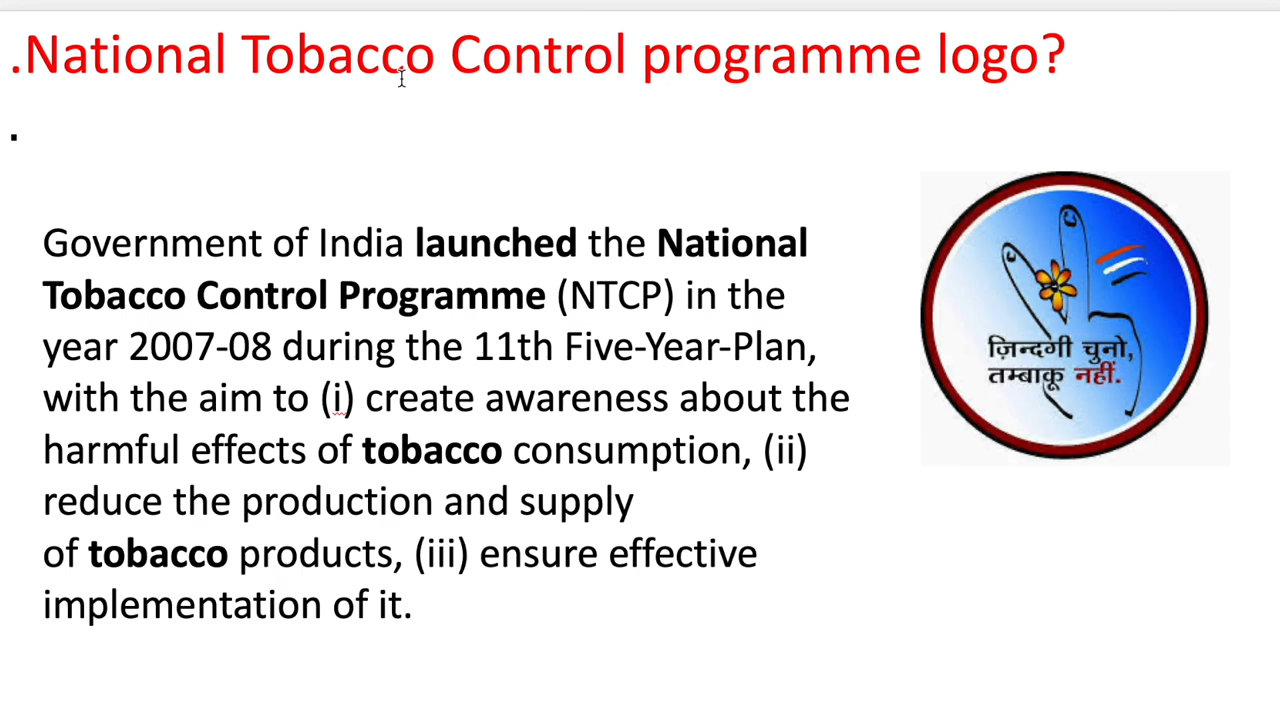 .National Tobacco Control programme logo?
.
Government of India launched the National
Tobacco Control Programme (NTCP) in the
year 2007-08 during the 11th Five-Year-Plan,
with the aim to (i) create awareness about the
harmful effects of tobacco consumption, (ii)
reduce the production and supply
of tobacco products, (iii) ensure effective
implementation of it.
ज़िन्दगी चुनो,
तम्बाकू नहीं.